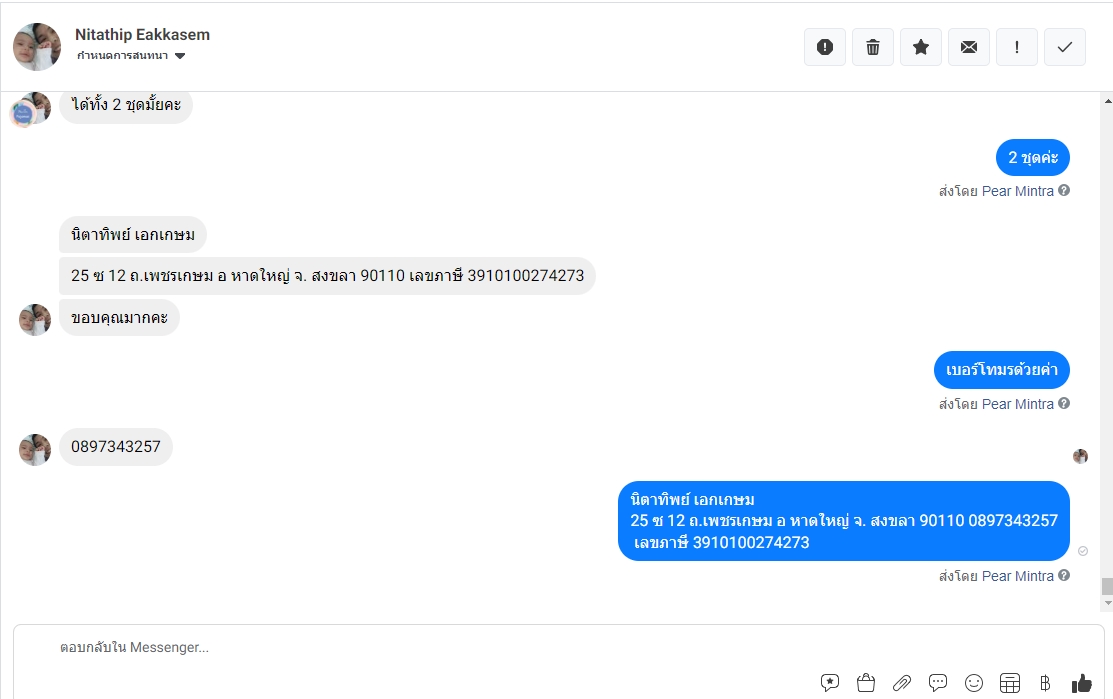 Nitathip Eakkasem
กำหนดการสนทนา
ได้ทั้ง 2 ชุดมั้ยคะ
2 ชุดค่ะ
ส่งโดย Pear Mintra
นิตาทิพย์ เอกเกษม
25 ซ 12 ถ.เพชรเกษม อ หาดใหญ่ จ. สงขลา 90110 เลขภาษี 3910100274273
ขอบคุณมากคะ
เบอร์โทมรด้วยค่า
ส่งโดย Pear Mintra
0897343257
นิตาทิพย์ เอกเกษม
25 ซ 12 ถ.เพชรเกษม อ หาดใหญ่ จ. สงขลา 90110 0897343257
เลขภาษี 3910100274273
ส่งโดย Pear Mintra
ตอบกลับใน Messenger...